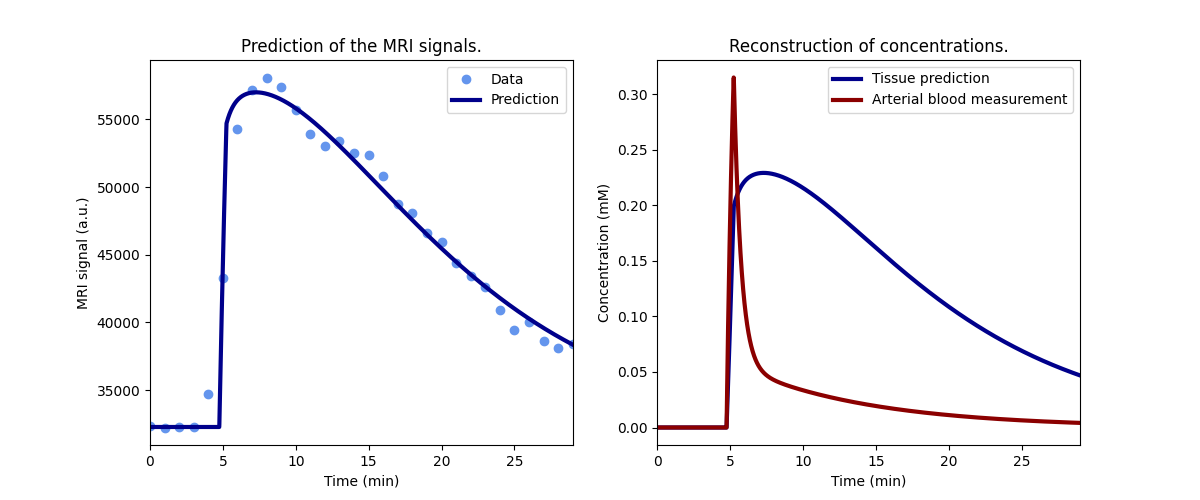 Prediction of the MRI signals.
MRI signal (a.u.)
55000
50000
45000
40000
35000
0
5
10
15
20
25
Time (min)
Data
Prediction
Reconstruction of concentrations.
Concentration (mM)
0.30
0.25
0.20
0.15
0.10
0.05
0.00
0
5
10
15
20
25
Time (min)
Tissue prediction
Arterial blood measurement